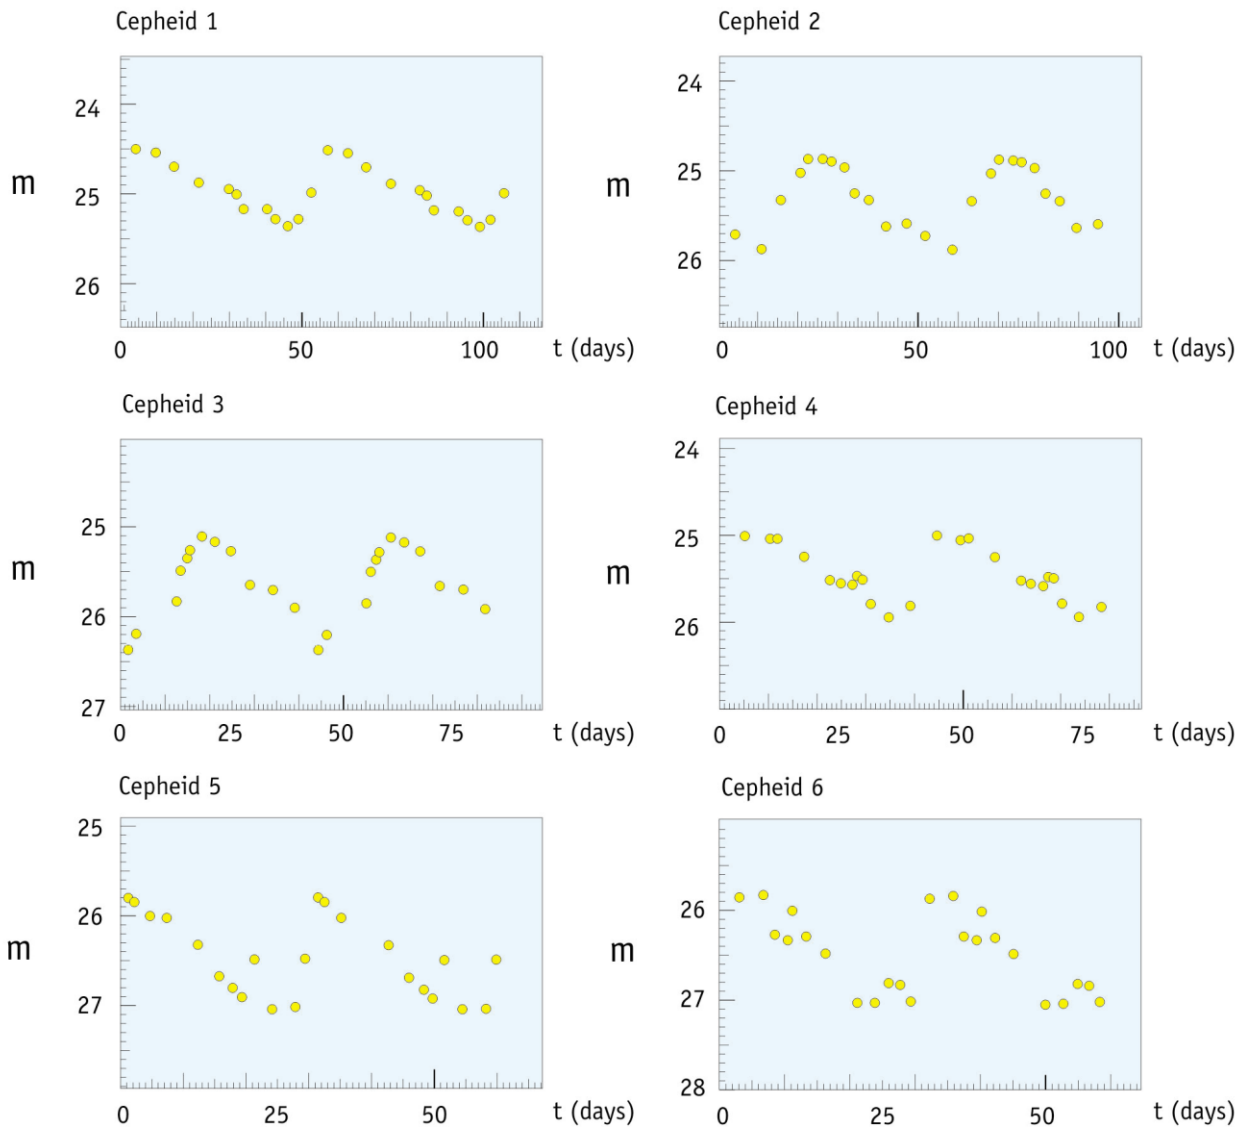 Cepheid 1
24
25
26
m
0 50 100 t (days)
Cepheid 2
24
25
26
m
0 50 100 t (days)
Cepheid 3
25
26
27
m
0 25 50 75 t (days)
Cepheid 4
24
25
26
m
0 25 50 75 t (days)
Cepheid 5
25
26
27
m
0 25 50 t (days)
Cepheid 6
26
27
28
m
0 25 50 t (days)